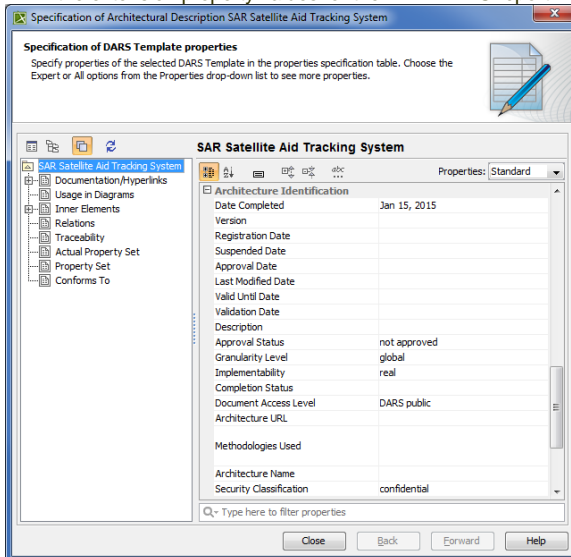 Specification of Architectural Description SAR Satellite Aid Tracking System
Specification of DARS Template properties
Specify properties of the selected DARS Template in the properties specification table. Choose the
Expert or All options from the Properties drop-down list to see more properties.
SAR Satellite Aid Tracking System
SAR Satellite Aid Tracking System
Documentation/Hyperlinks
Usage in Diagrams
Inner Elements
Relations
Traceability
Actual Property Set
Property Set
Conforms To
Properties: Standard
Architecture Identification
Date Completed Jan 15, 2015
Version
Registration Date
Suspended Date
Approval Date
Last Modified Date
Valid Until Date
Validation Date
Description
Approval Status not approved
Granularity Level global
Implementability real
Completion Status
Document Access Level DARS public
Architecture URL
Methodologies Used
Architecture Name
Security Classification confidential
Type here to filter properties
Close Back Forward Help